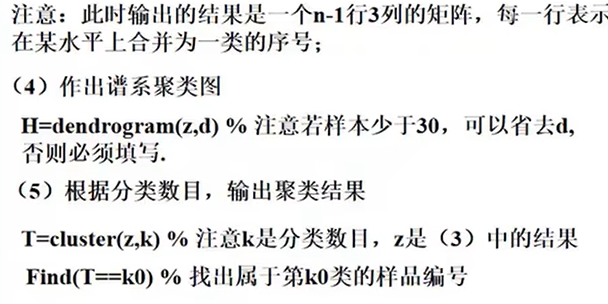 注意：此时输出的结果是一个n-1行3列的矩阵，每一行表示
在某水平上合并为一类的序号；
（4）作出谱系聚类图
H=dendrogram(z,d) % 注意若样本少于30，可以省去d,
否则必须填写.
（5）根据分类数目，输出聚类结果
T=cluster(z,k) % 注意k是分类数目，z是（3）中的结果
Find(T==k0) % 找出属于第k0类的样品编号